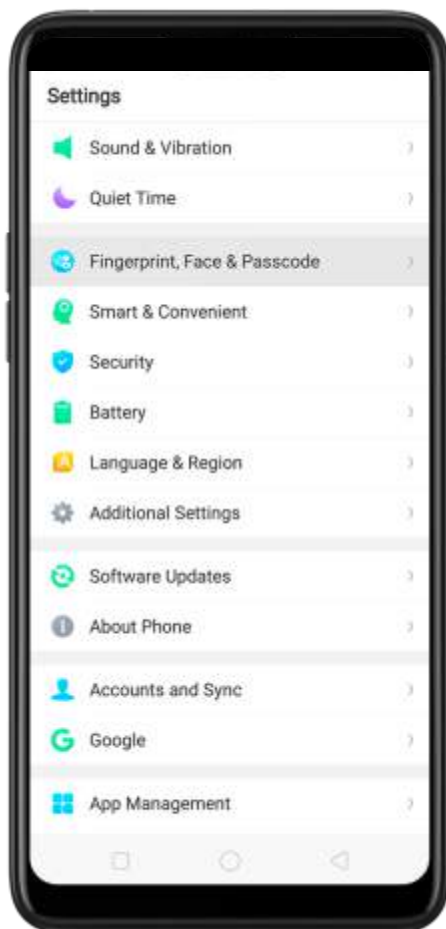 Settings
Sound & Vibration
Quiet Time
Fingerprint, Face & Passcode
Smart & Convenient
Security
Battery
Language & Region
Additional Settings
Software Updates
About Phone
Accounts and Sync
Google
App Management